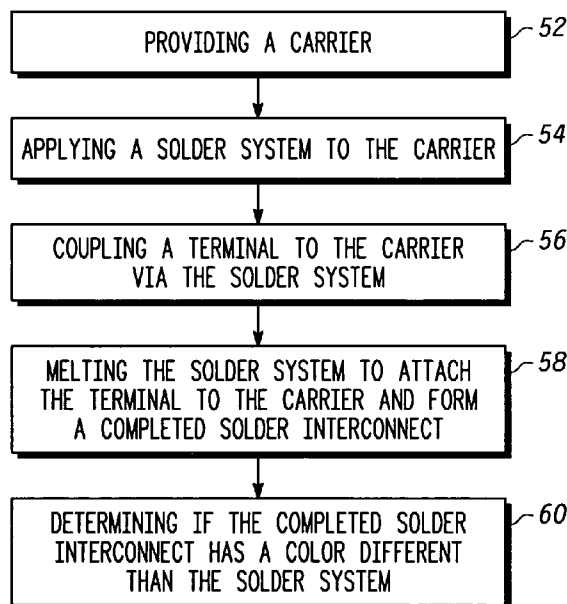 PROVIDING A CARRIER
52
APPLYING A SOLDER SYSTEM TO THE CARRIER
54
COUPLING A TERMINAL TO THE CARRIER
VIA THE SOLDER SYSTEM
56
MELTING THE SOLDER SYSTEM TO ATTACH
THE TERMINAL TO THE CARRIER AND FORM
A COMPLETED SOLDER INTERCONNECT
58
DETERMINING IF THE COMPLETED SOLDER
INTERCONNECT HAS A COLOR DIFFERENT
THAN THE SOLDER SYSTEM
60